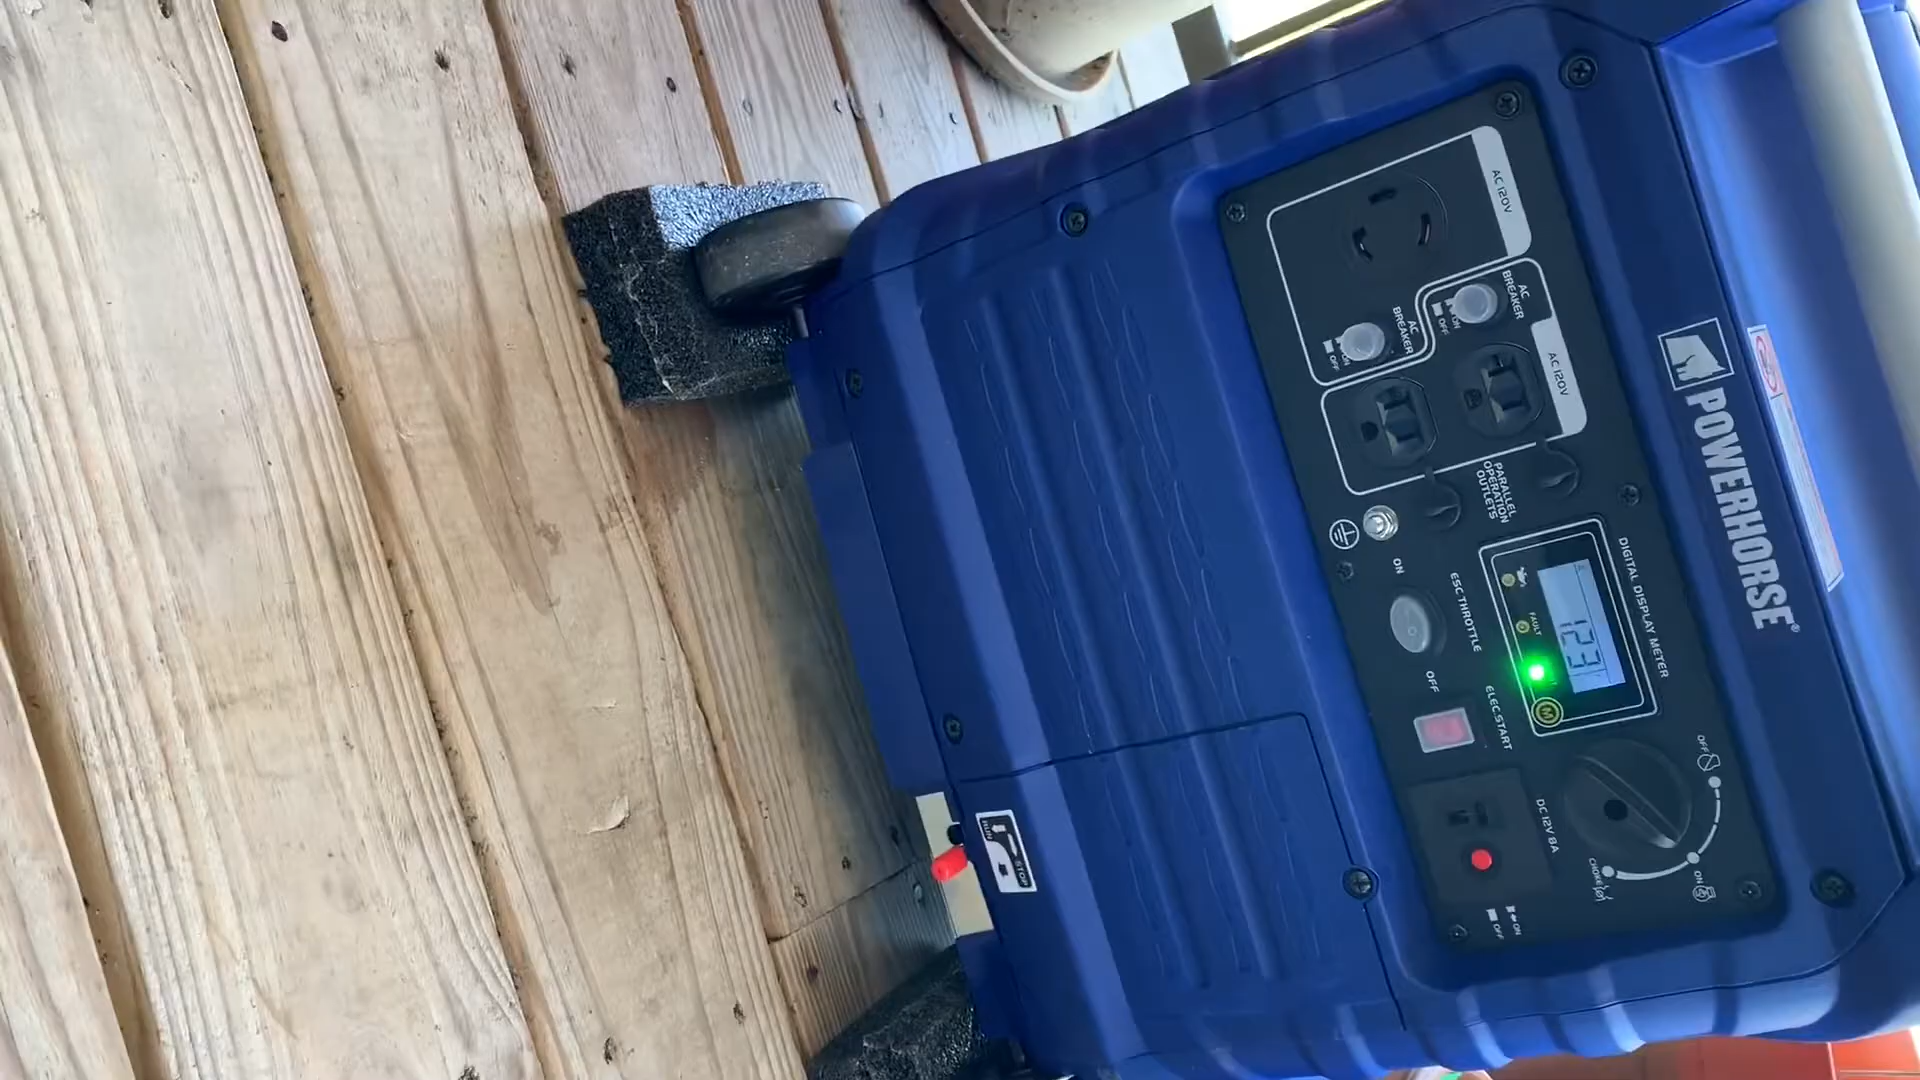 POWERHORSE®
AC 120V
AC
BREAKER
ON
OFF
AC
BREAKER
ON
OFF
AC 120V
PARALLEL
OPERATION
OUTLETS
DIGITAL DISPLAY METER
123
FAULT
M
ON
ESC THROTTLE
OFF
ELEC.START
DC 12V 8A
ON
OFF
OFF
ON
CHOKE
RUN
STOP